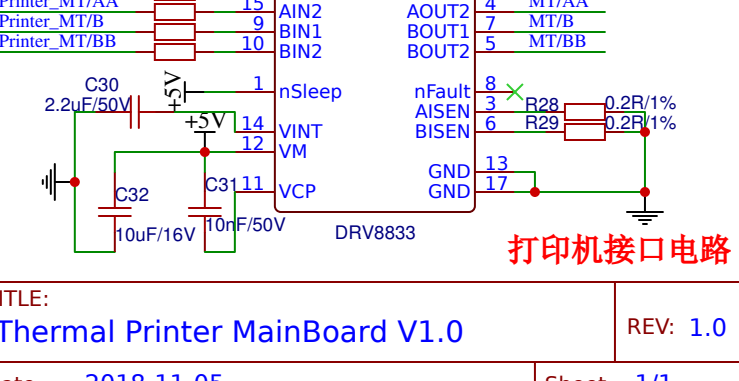 Printer_MT/AA 15 AIN2 AOUT2 4 MT/AA
Printer_MT/B 9 BIN1 BOUT1 7 MT/B
Printer_MT/BB 10 BIN2 BOUT2 5 MT/BB
C30 +5V 1 nSleep nFault 8
2.2uF/50V AISEN 3 R28 0.2R/1%
+5V 14 VINT BISEN 6 R29 0.2R/1%
12 VM
GND 13
C32 C31 11 VCP GND 17
10uF/16V 10nF/50V DRV8833
打印机接口电路
TITLE:
Thermal Printer MainBoard V1.0 REV: 1.0
2018-11-05 Sheet 1/1